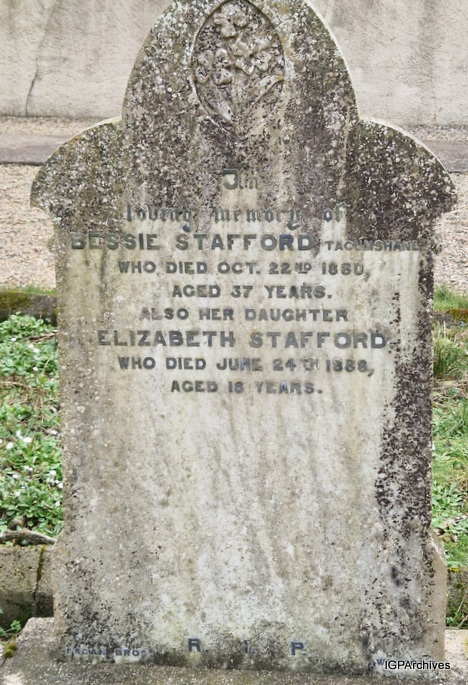 In
loving memory of
BESSIE STAFFORD,
WHO DIED OCT. 22ND 1880,
AGED 37 YEARS.
ALSO HER DAUGHTER
ELIZABETH STAFFORD,
WHO DIED JUNE 24TH 1888,
AGED 18 YEARS.
R I P
BROS
IGPArchives